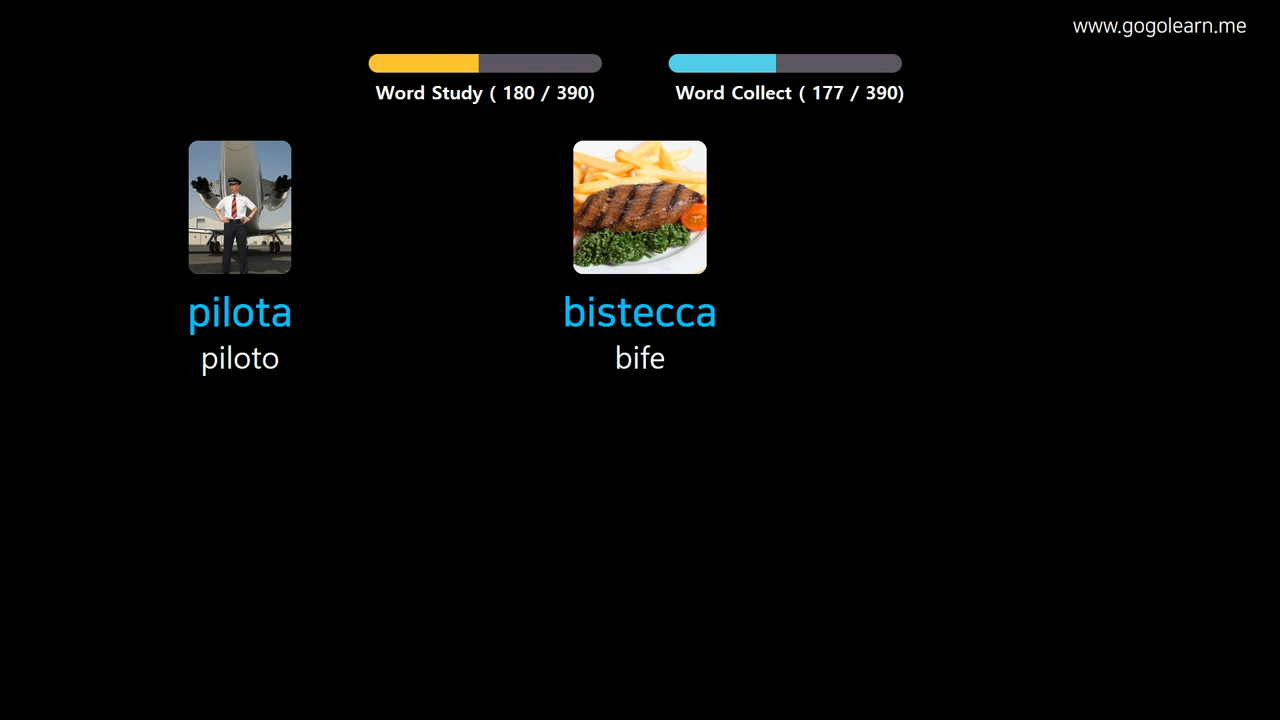 www.gogolearn.me
Word Study ( 180 / 390)
Word Collect ( 177 / 390)
pilota
piloto
bistecca
bife